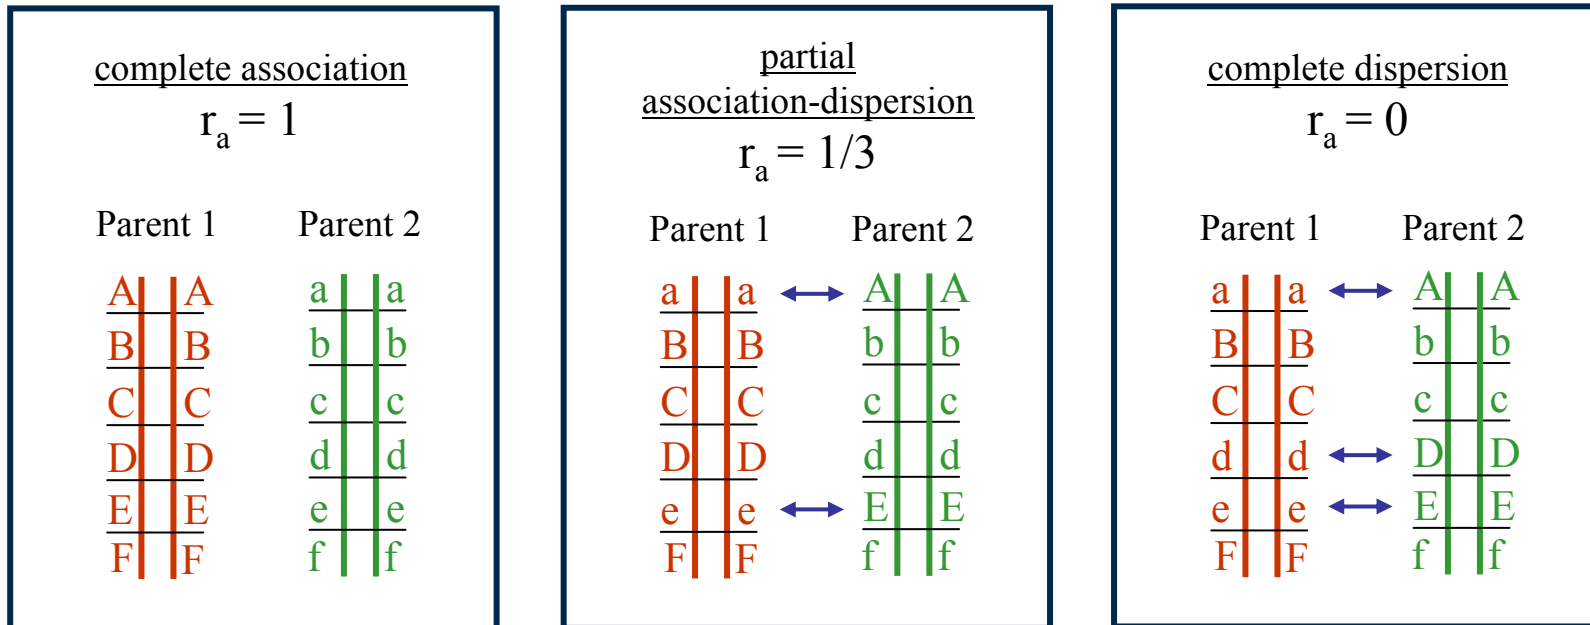 complete association
rₐ = 1
Parent 1 Parent 2
A A a a
B B b b
C C c c
D D d d
E E e e
F F f f
partial
association-dispersion
rₐ = 1/3
Parent 1 Parent 2
a a A A
B B b b
C C c c
D D d d
e e E E
F F f f
complete dispersion
rₐ = 0
Parent 1 Parent 2
a a A A
B B b b
C C c c
d d D D
e e E E
F F f f